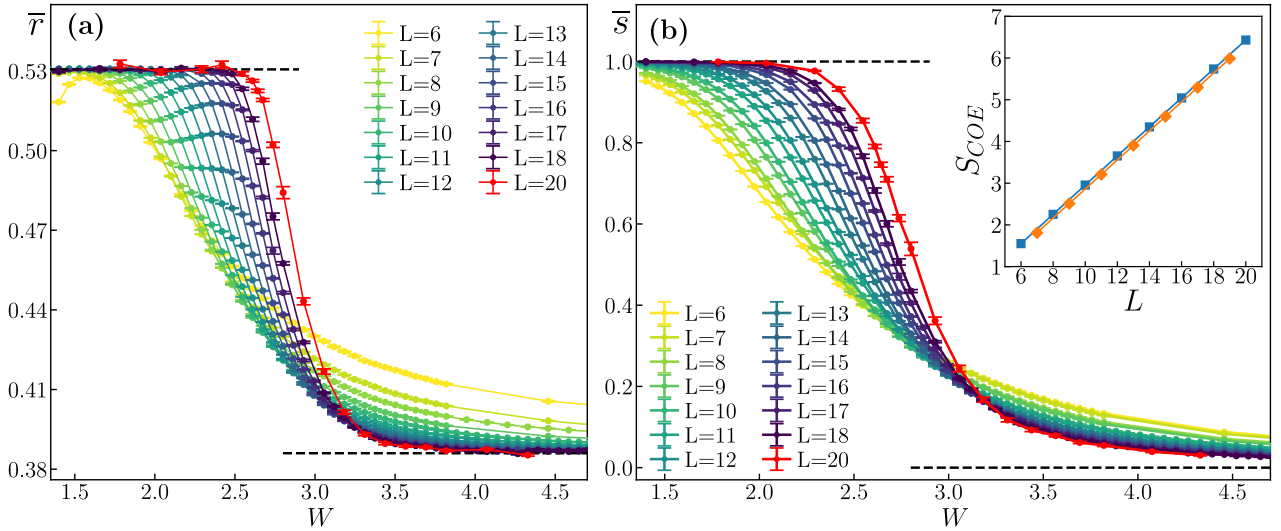 r̅
(a)
L=6
L=7
L=8
L=9
L=10
L=11
L=12
L=13
L=14
L=15
L=16
L=17
L=18
L=20
0.53
0.50
0.47
0.44
0.41
0.38
1.5
2.0
2.5
3.0
3.5
4.0
4.5
W
s̅
(b)
L=6
L=7
L=8
L=9
L=10
L=11
L=12
L=13
L=14
L=15
L=16
L=17
L=18
L=20
1.0
0.8
0.6
0.4
0.2
0.0
1.5
2.0
2.5
3.0
3.5
4.0
4.5
W
S_COE
7
6
5
4
3
2
1
6
8
10
12
14
16
18
20
L